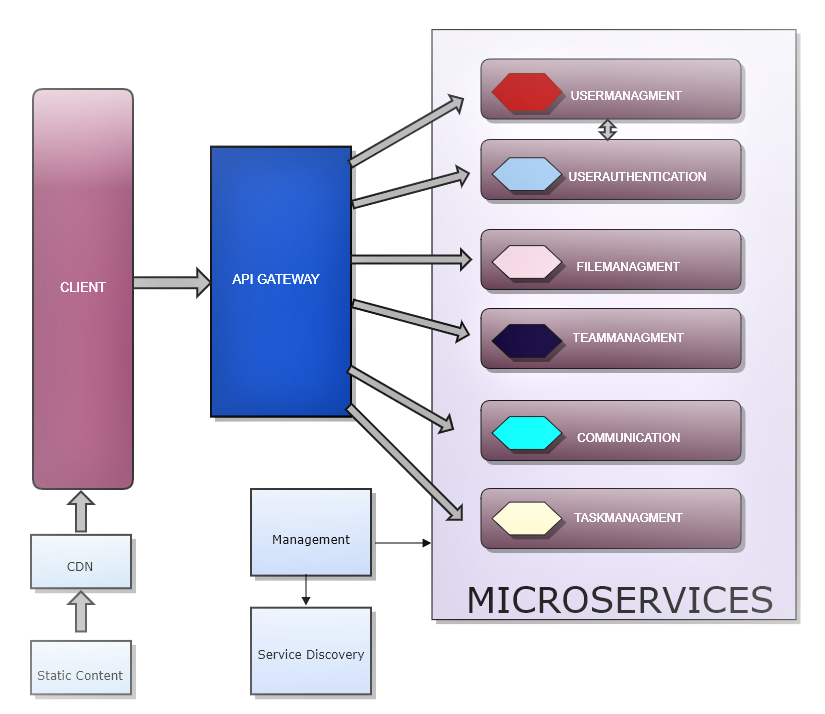 USERMANAGMENT
USERAUTHENTICATION
FILEMANAGMENT
TEAMMANAGMENT
COMMUNICATION
TASKMANAGMENT
MICROSERVICES
API GATEWAY
CLIENT
CDN
Static Content
Management
Service Discovery